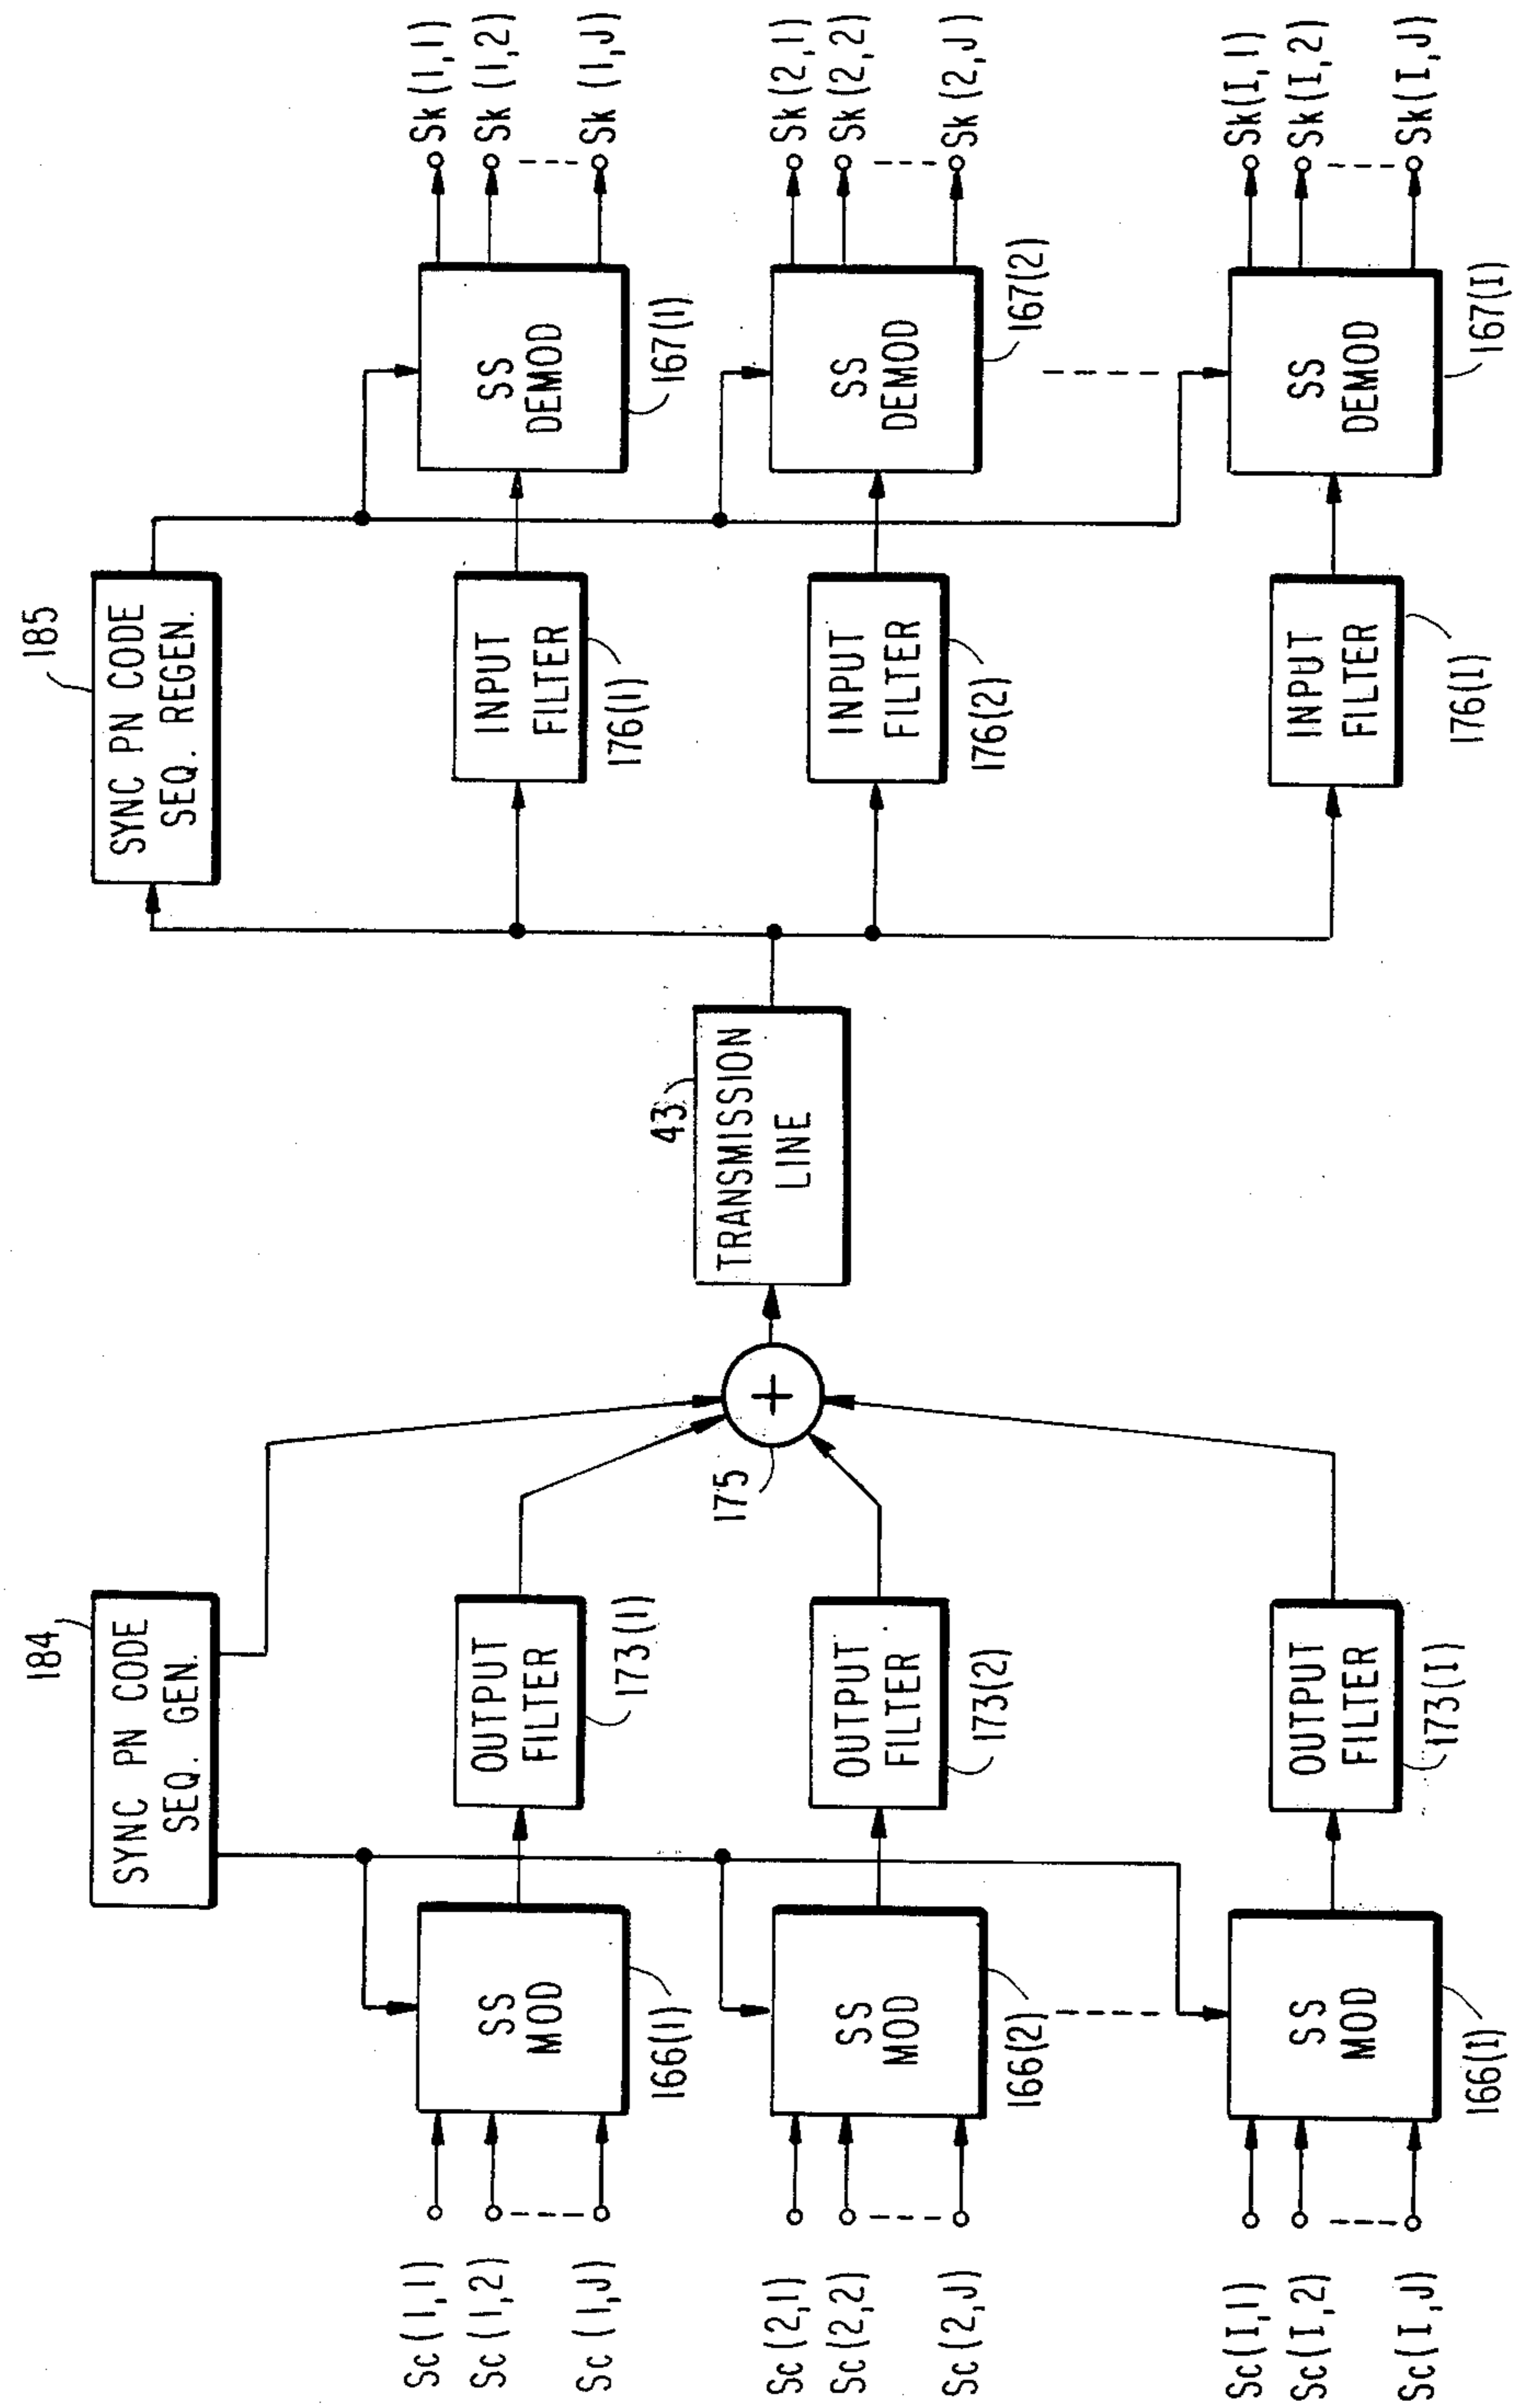 184
SYNC PN CODE
SEQ. GEN.
185
SYNC PN CODE
SEQ. REGEN.
Sc(1,1)
Sc(1,2)
Sc(1,J)
SS
MOD
166(1)
OUTPUT
FILTER
173(1)
INPUT
FILTER
176(1)
SS
DEMOD
167(1)
Sk(1,1)
Sk(1,2)
Sk(1,J)
Sc(2,1)
Sc(2,2)
Sc(2,J)
SS
MOD
166(2)
OUTPUT
FILTER
173(2)
175
+
43
TRANSMISSION
LINE
INPUT
FILTER
176(2)
SS
DEMOD
167(2)
Sk(2,1)
Sk(2,2)
Sk(2,J)
Sc(I,1)
Sc(I,2)
Sc(I,J)
SS
MOD
166(I)
OUTPUT
FILTER
173(I)
INPUT
FILTER
176(I)
SS
DEMOD
167(I)
Sk(I,1)
Sk(I,2)
Sk(I,J)